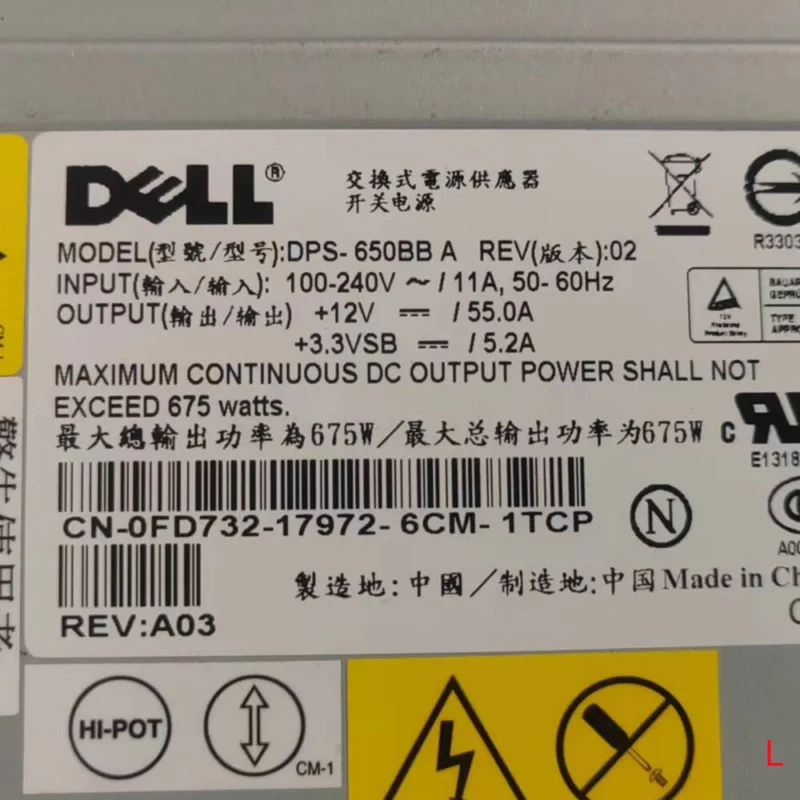 DELL®
交換式電源供應器
开关电源
MODEL(型號/型号):DPS-650BB A REV(版本):02
R3303
INPUT(輸入/输入): 100-240V ~ / 11A, 50-60Hz
OUTPUT(輸出/输出) +12V ⎓ / 55.0A
+3.3VSB ⎓ / 5.2A
MAXIMUM CONTINUOUS DC OUTPUT POWER SHALL NOT
EXCEED 675 watts.
最大總輸出功率為675W/最大总输出功率为675W
E1318
CN-0FD732-17972-6CM-1TCP
N
製造地:中國/制造地:中国 Made in Ch
REV:A03
HI-POT
CM-1
L